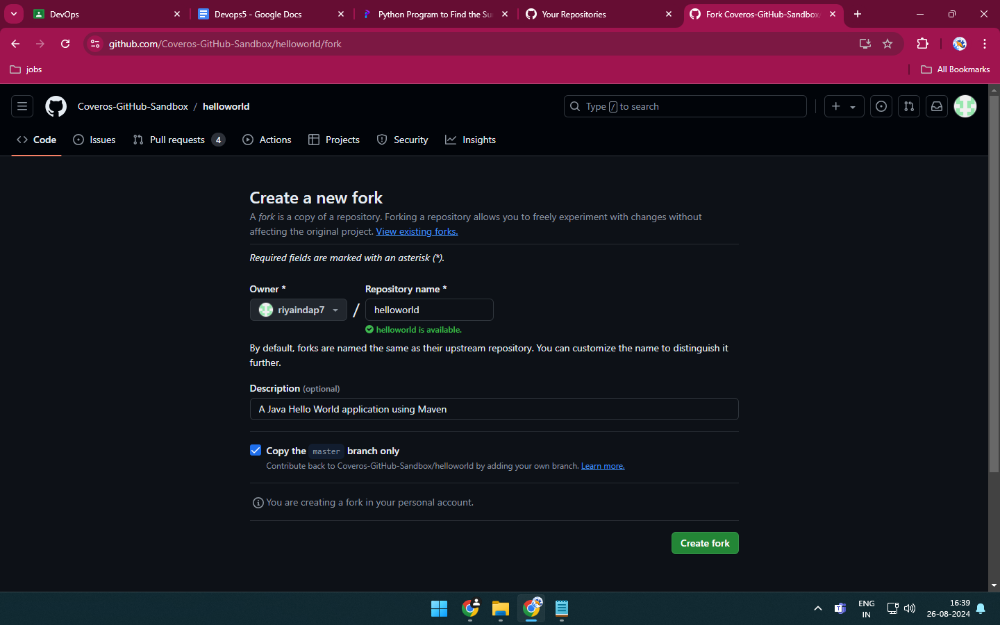 DevOps
Devops5 - Google Docs
Python Program to Find the Su
Your Repositories
Fork Coveros-GitHub-Sandbox/
github.com/Coveros-GitHub-Sandbox/helloworld/fork
jobs
All Bookmarks
Coveros-GitHub-Sandbox / helloworld
Type / to search
Code
Issues
Pull requests 4
Actions
Projects
Security
Insights
Create a new fork
A fork is a copy of a repository. Forking a repository allows you to freely experiment with changes without
affecting the original project. View existing forks.
Required fields are marked with an asterisk (*).
Owner *
Repository name *
riyaindap7
/
helloworld
helloworld is available.
By default, forks are named the same as their upstream repository. You can customize the name to distinguish it
further.
Description (optional)
A Java Hello World application using Maven
Copy the master branch only
Contribute back to Coveros-GitHub-Sandbox/helloworld by adding your own branch. Learn more.
You are creating a fork in your personal account.
Create fork
ENG
IN
16:39
26-08-2024